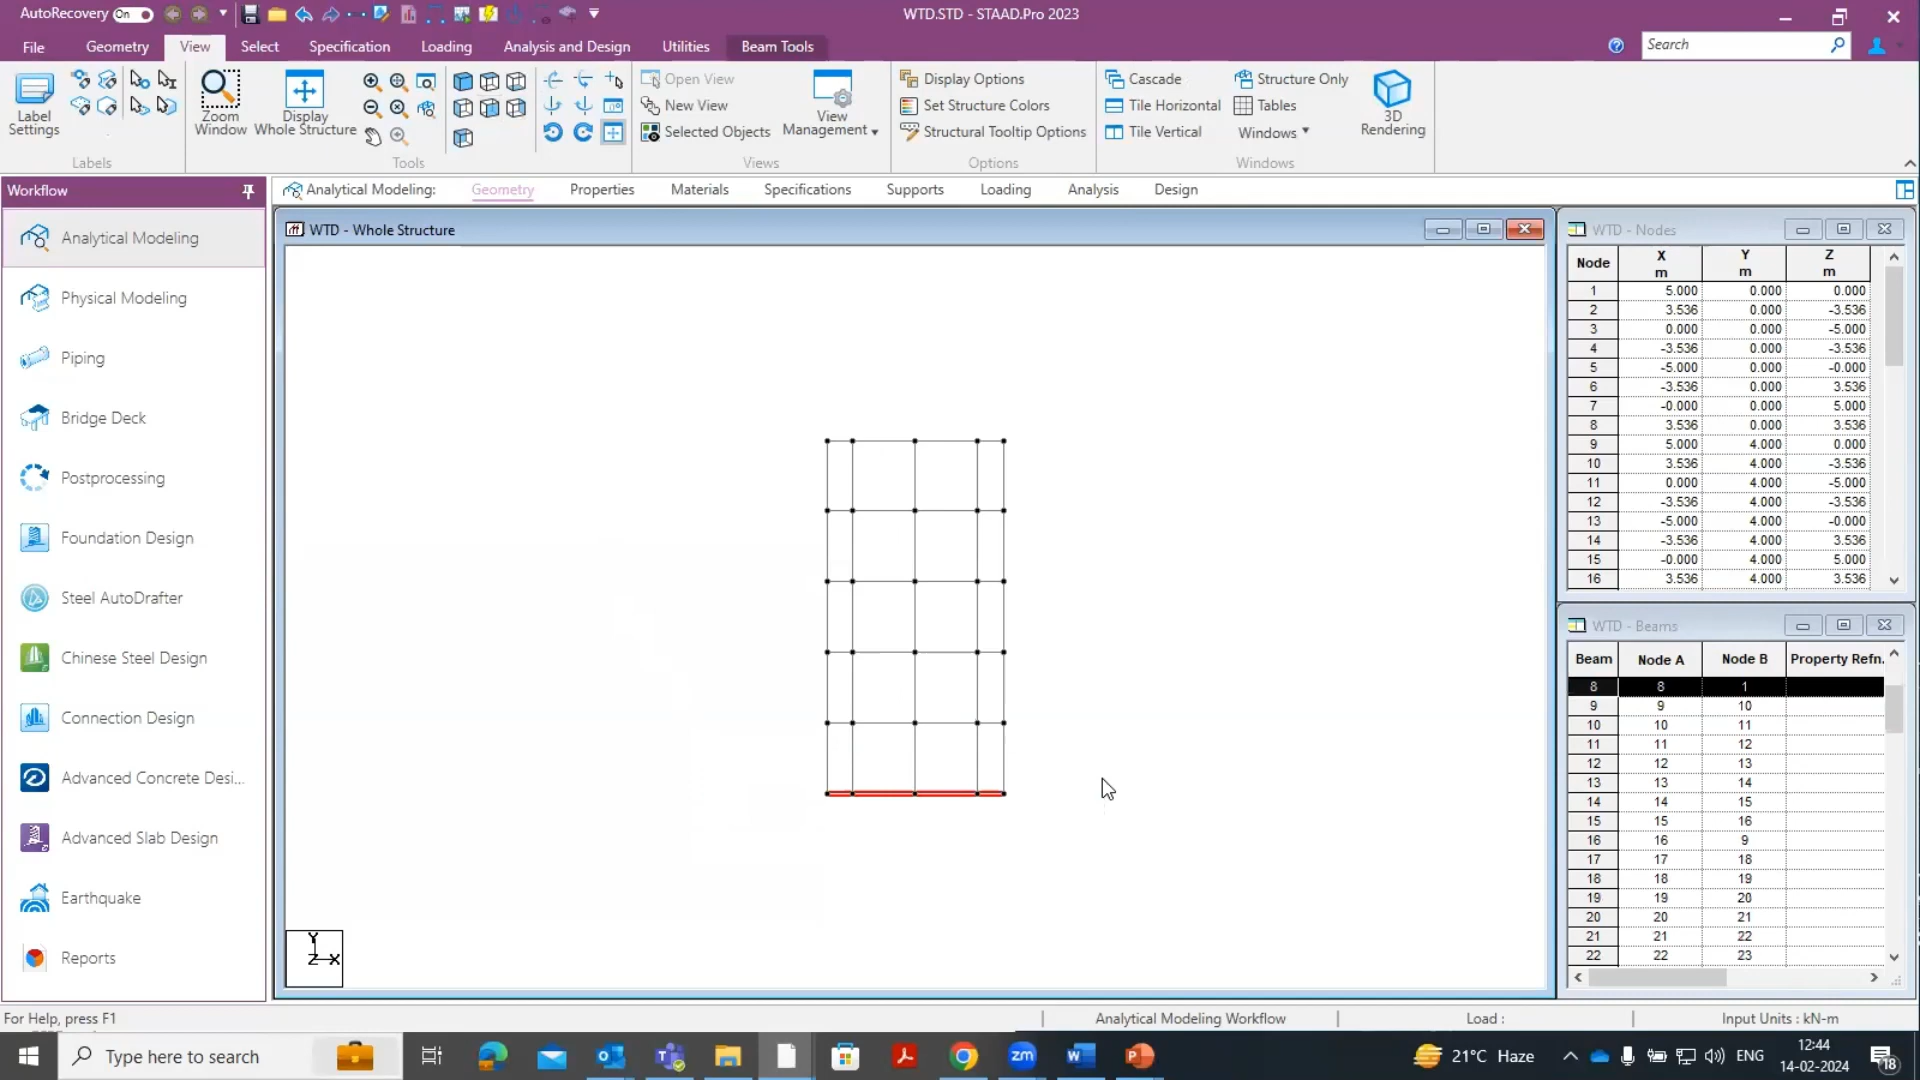 AutoRecovery On
WTD.STD - STAAD.Pro 2023
File Geometry View Select Specification Loading Analysis and Design Utilities Beam Tools
Search
Label Settings
Zoom Window
Display Whole Structure
Open View
New View
Selected Objects
View Management
Display Options
Set Structure Colors
Structural Tooltip Options
Cascade
Tile Horizontal
Tile Vertical
Structure Only
Tables
Windows
3D Rendering
Labels Tools Views Options Windows
Workflow
Analytical Modeling: Geometry Properties Materials Specifications Supports Loading Analysis Design
Analytical Modeling
Physical Modeling
Piping
Bridge Deck
Postprocessing
Foundation Design
Steel AutoDrafter
Chinese Steel Design
Connection Design
Advanced Concrete Desi...
Advanced Slab Design
Earthquake
Reports
WTD - Whole Structure
Y
Z X
WTD - Nodes
Node X m Y m Z m
1 5.000 0.000 0.000
2 3.536 0.000 -3.536
3 0.000 0.000 -5.000
4 -3.536 0.000 -3.536
5 -5.000 0.000 -0.000
6 -3.536 0.000 3.536
7 -0.000 0.000 5.000
8 3.536 0.000 3.536
9 5.000 4.000 0.000
10 3.536 4.000 -3.536
11 0.000 4.000 -5.000
12 -3.536 4.000 -3.536
13 -5.000 4.000 -0.000
14 -3.536 4.000 3.536
15 -0.000 4.000 5.000
16 3.536 4.000 3.536
WTD - Beams
Beam Node A Node B Property Refn.
8 8 1
9 9 10
10 10 11
11 11 12
12 12 13
13 13 14
14 14 15
15 15 16
16 16 9
17 17 18
18 18 19
19 19 20
20 20 21
21 21 22
22 22 23
For Help, press F1
Analytical Modeling Workflow
Load :
Input Units : kN-m
Type here to search
zm
21°C Haze
ENG
12:44
14-02-2024
18